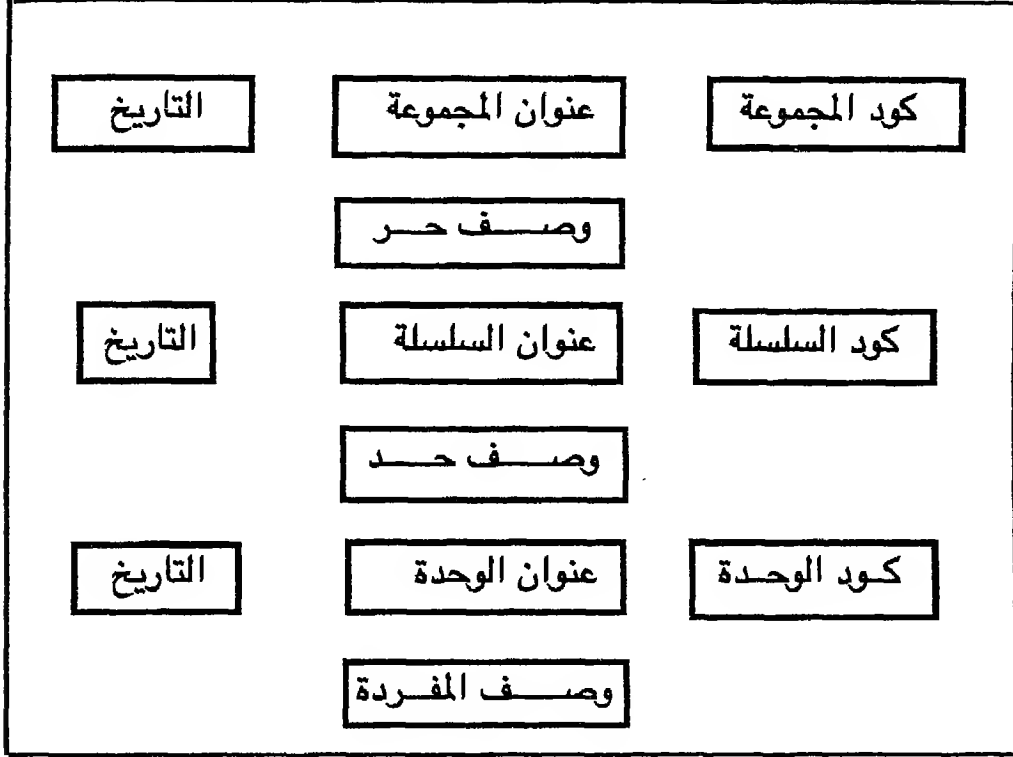 كود المجموعة عنوان المجموعة التاريخ
وصف حر
كود السلسلة عنوان السلسلة التاريخ
وصف حد
كود الوحدة عنوان الوحدة التاريخ
وصف المفردة